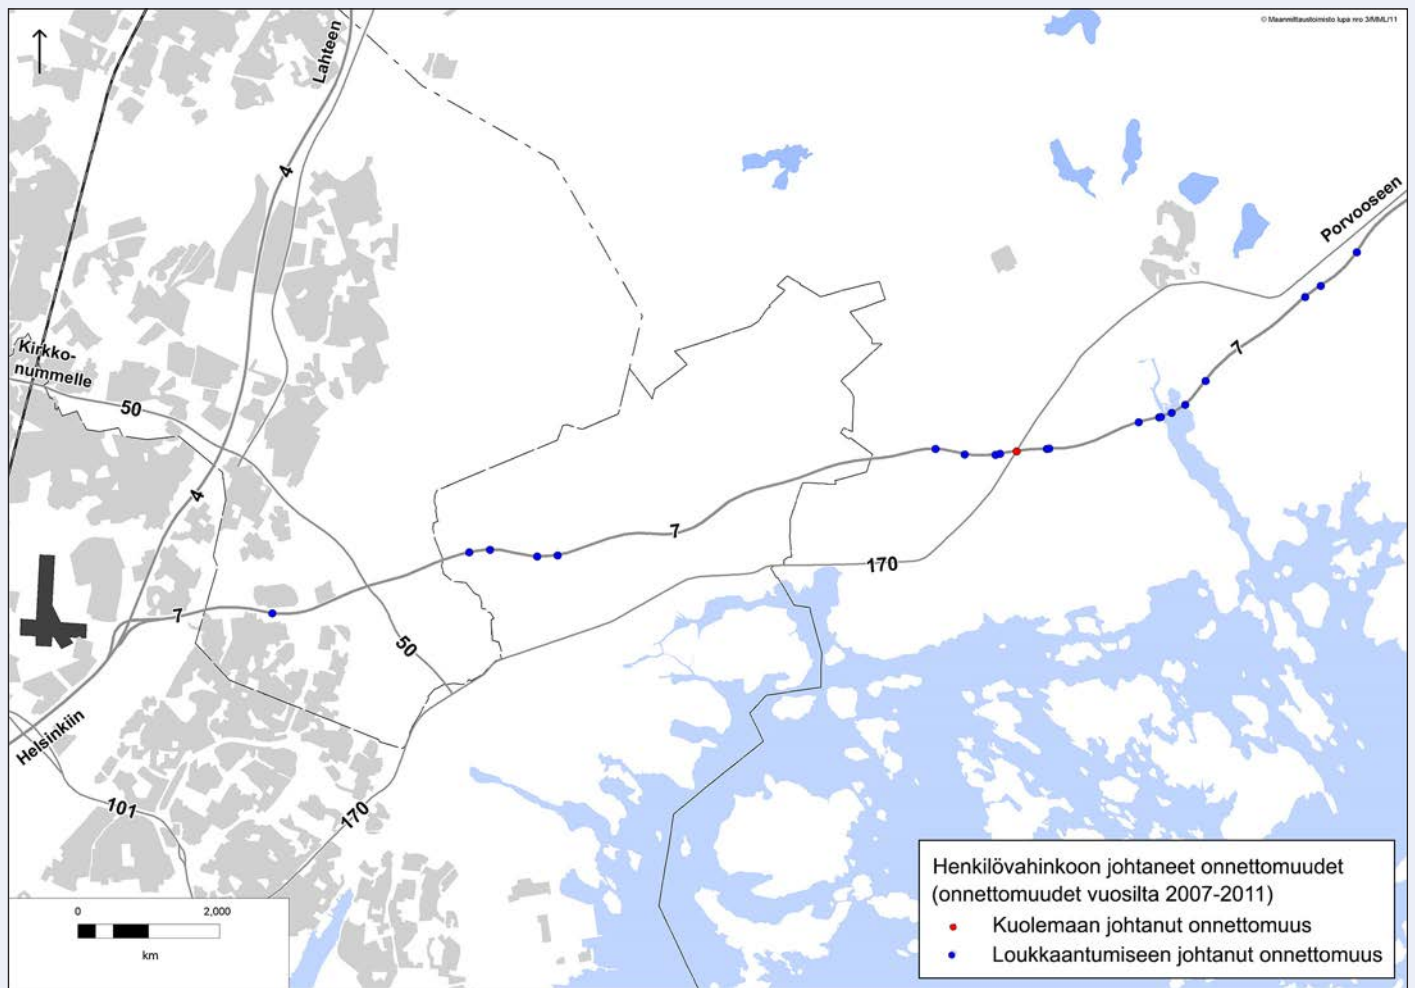 © Maanmittaustoimisto lupa nro 3/MML/11
Lahteen
4
Porvooseen
Kirkko-
nummelle
50
7
4
7
170
7
50
Helsinkiin
101
170
Henkilövahinkoon johtaneet onnettomuudet
(onnettomuudet vuosilta 2007-2011)
Kuolemaan johtanut onnettomuus
Loukkaantumiseen johtanut onnettomuus
0 2,000
km